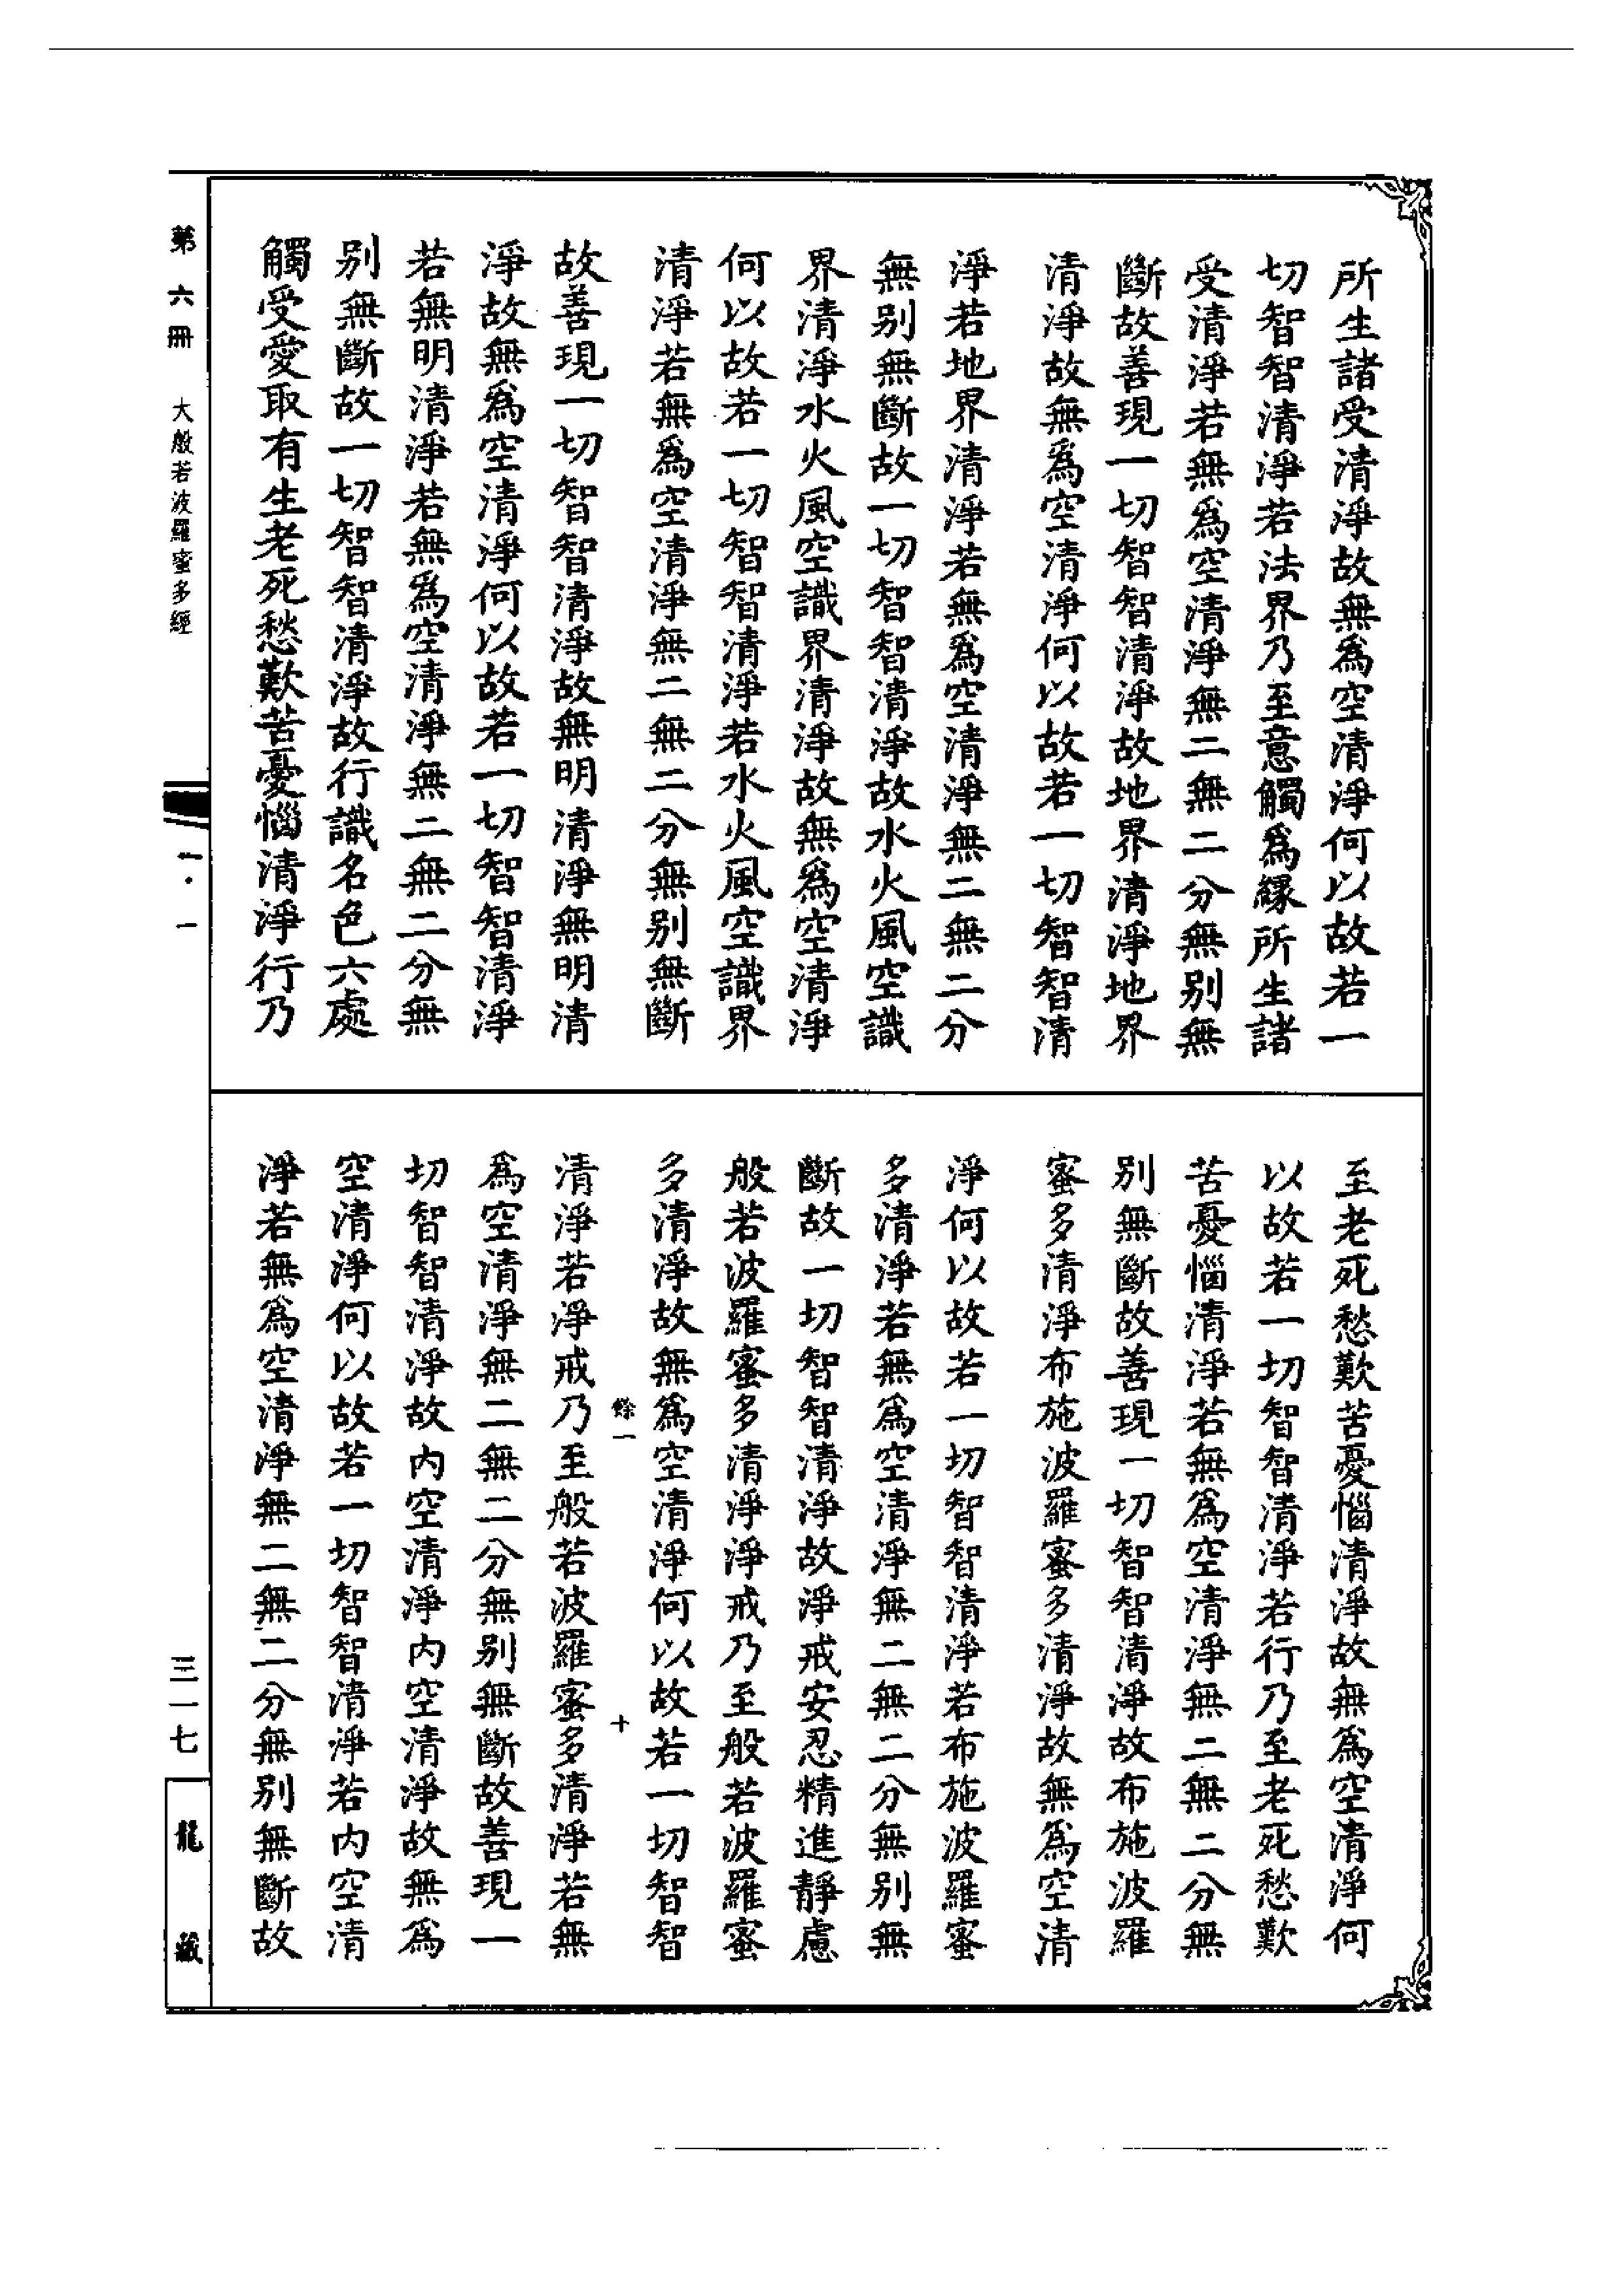 所生諸受清淨故無爲空清淨何以故若一
切智智清淨若法界乃至意觸爲緣所生諸
受清淨若無爲空清淨無二無二分無別無
斷故善現一切智智清淨故地界清淨地界
清淨故無爲空清淨何以故若一切智智清
淨若地界清淨若無爲空清淨無二無二分
無別無斷故一切智智清淨故水火風空識
界清淨水火風空識界清淨故無爲空清淨
何以故若一切智智清淨若水火風空識界
清淨若無爲空清淨無二無二分無別無斷
故善現一切智智清淨故無明清淨無明清
淨故無爲空清淨何以故若一切智智清淨
若無明清淨若無爲空清淨無二無二分無
別無斷故一切智智清淨故行識名色六處
觸受愛取有生老死愁歎苦憂惱清淨行乃
至老死愁歎苦憂惱清淨故無爲空清淨何
以故若一切智智清淨若行乃至老死愁歎
苦憂惱清淨若無爲空清淨無二無二分無
別無斷故善現一切智智清淨故布施波羅
蜜多清淨布施波羅蜜多清淨故無爲空清
淨何以故若一切智智清淨若布施波羅蜜
多清淨若無爲空清淨無二無二分無別無
斷故一切智智清淨故淨戒安忍精進靜慮
般若波羅蜜多清淨淨戒乃至般若波羅蜜
多清淨故無爲空清淨何以故若一切智智
餘一 十
清淨若淨戒乃至般若波羅蜜多清淨若無
爲空清淨無二無二分無別無斷故善現一
切智智清淨故內空清淨內空清淨故無爲
空清淨何以故若一切智智清淨若內空清
淨若無爲空清淨無二無二分無別無斷故
第六冊 大般若波羅蜜多經 一·一 三一七 龍藏